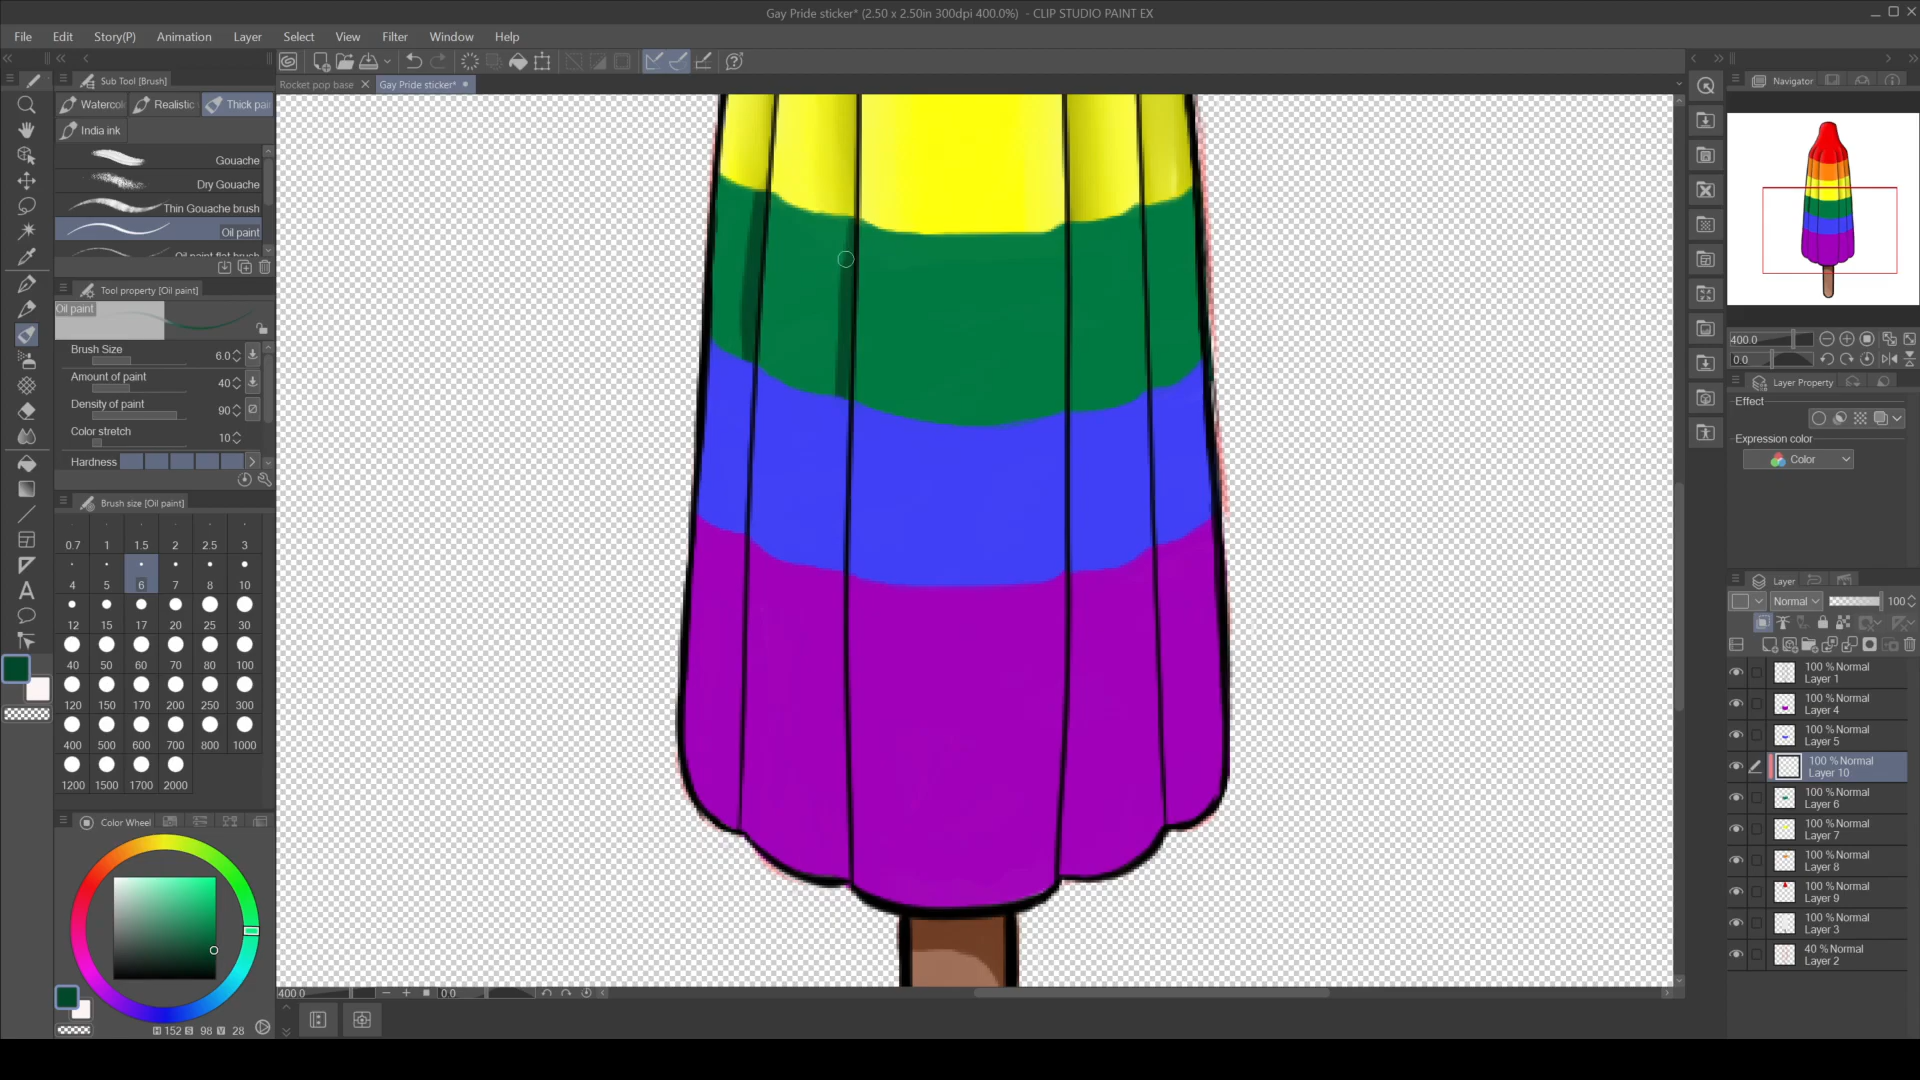 Gay Pride sticker* (2.50 x 2.50in 300dpi 400.0%) - CLIP STUDIO PAINT EX
File Edit Story(P) Animation Layer Select View Filter Window Help
Sub Tool [Brush]
Rocket pop base
Gay Pride sticker*
Navigator
Watercol Realistic Thick pai
India ink
Gouache
Dry Gouache
Thin Gouache brush
Oil paint
Oil paint flat brush
Tool property [Oil paint]
Oil paint
Brush Size 6.0
Amount of paint 40
Density of paint 90
Color stretch 10
Hardness
Brush size [Oil paint]
0.7 1 1.5 2 2.5 3
4 5 6 7 8 10
12 15 17 20 25 30
40 50 60 70 80 100
120 150 170 200 250 300
400 500 600 700 800 1000
1200 1500 1700 2000
Color Wheel
H 152 S 98 V 28
400.0
0.0
400.0
0.0
Layer Property
Effect
Expression color
Color
Layer
Normal 100
100 % Normal
Layer 1
100 % Normal
Layer 4
100 % Normal
Layer 5
100 % Normal
Layer 10
100 % Normal
Layer 6
100 % Normal
Layer 7
100 % Normal
Layer 8
100 % Normal
Layer 9
100 % Normal
Layer 3
40 % Normal
Layer 2